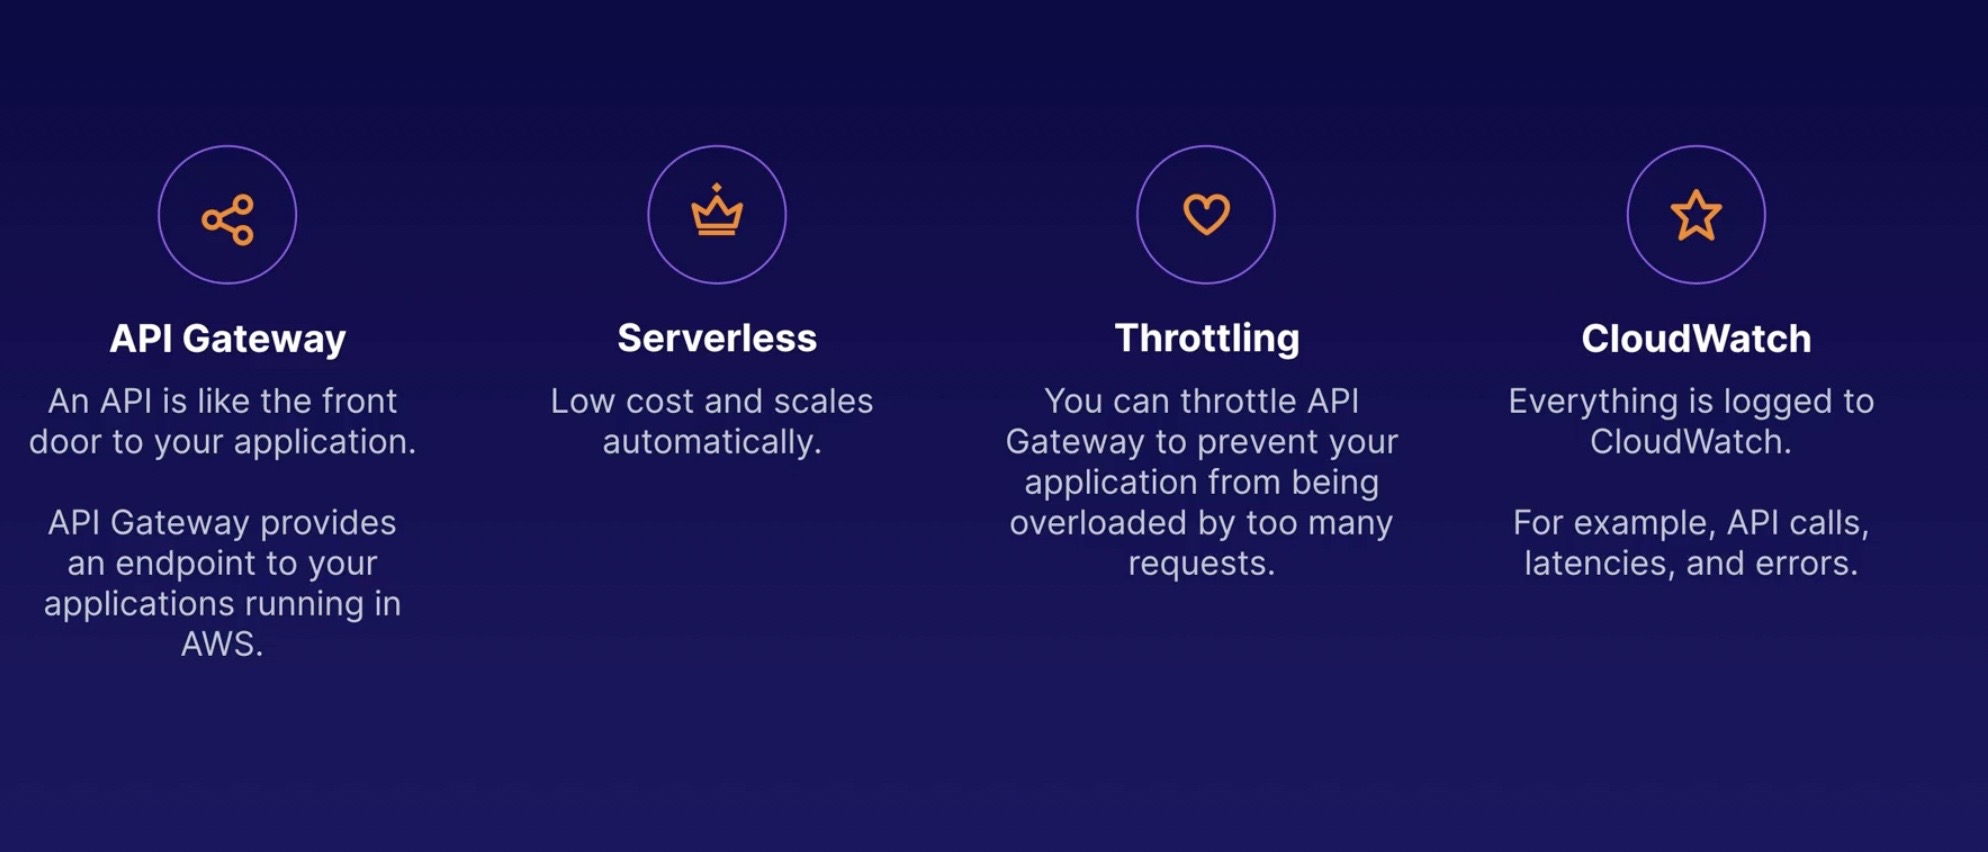 API Gateway
An API is like the front
door to your application.
API Gateway provides
an endpoint to your
applications running in
AWS.
Serverless
Low cost and scales
automatically.
Throttling
You can throttle API
Gateway to prevent your
application from being
overloaded by too many
requests.
CloudWatch
Everything is logged to
CloudWatch.
For example, API calls,
latencies, and errors.